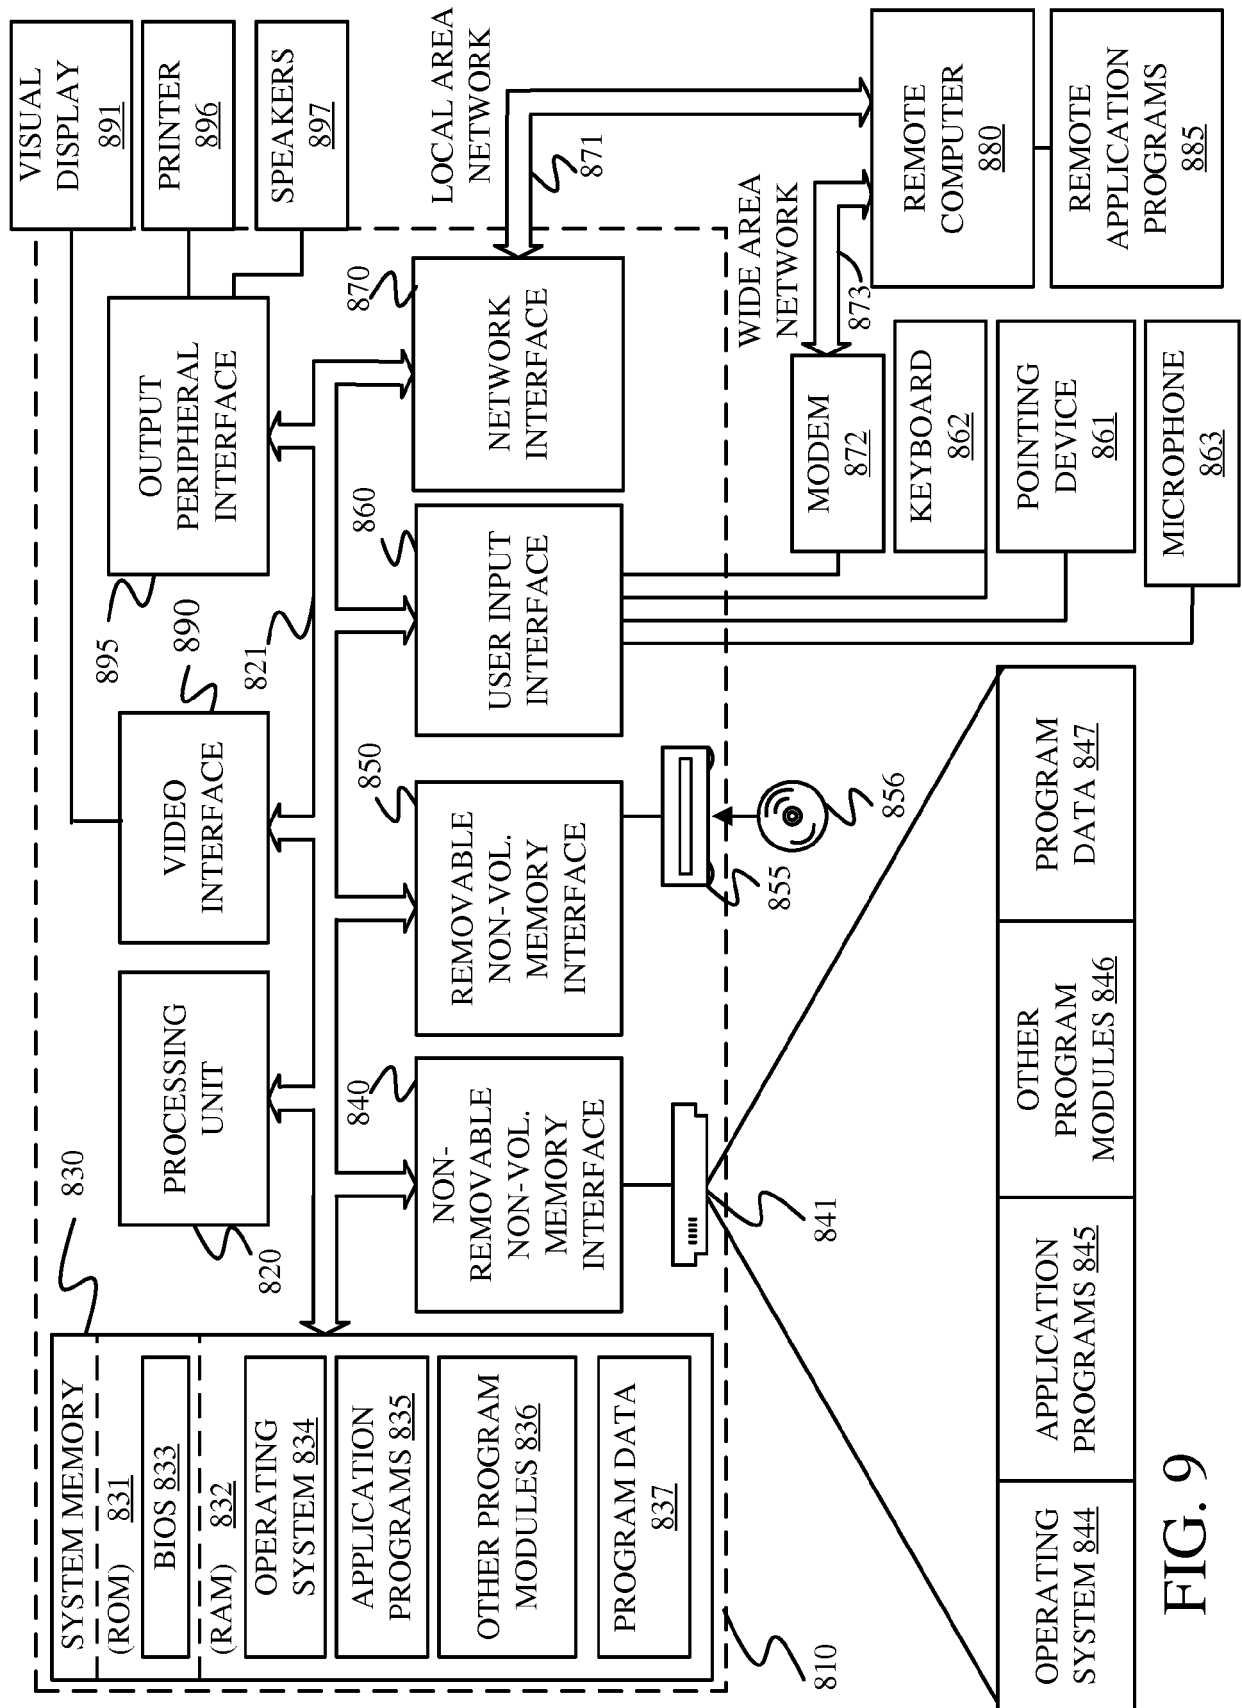 830
SYSTEM MEMORY
(ROM) 831
BIOS 833
(RAM) 832
OPERATING
SYSTEM 834
APPLICATION
PROGRAMS 835
OTHER PROGRAM
MODULES 836
PROGRAM DATA
837
810
820
PROCESSING
UNIT
890
VIDEO
INTERFACE
821
895
OUTPUT
PERIPHERAL
INTERFACE
VISUAL
DISPLAY
891
PRINTER
896
SPEAKERS
897
840
NON-
REMOVABLE
NON-VOL.
MEMORY
INTERFACE
850
REMOVABLE
NON-VOL.
MEMORY
INTERFACE
860
USER INPUT
INTERFACE
870
NETWORK
INTERFACE
LOCAL AREA
NETWORK
871
841
855
856
WIDE AREA
NETWORK
873
MODEM
872
KEYBOARD
862
POINTING
DEVICE
861
MICROPHONE
863
REMOTE
COMPUTER
880
REMOTE
APPLICATION
PROGRAMS
885
OPERATING
SYSTEM 844
APPLICATION
PROGRAMS 845
OTHER
PROGRAM
MODULES 846
PROGRAM
DATA 847
FIG. 9